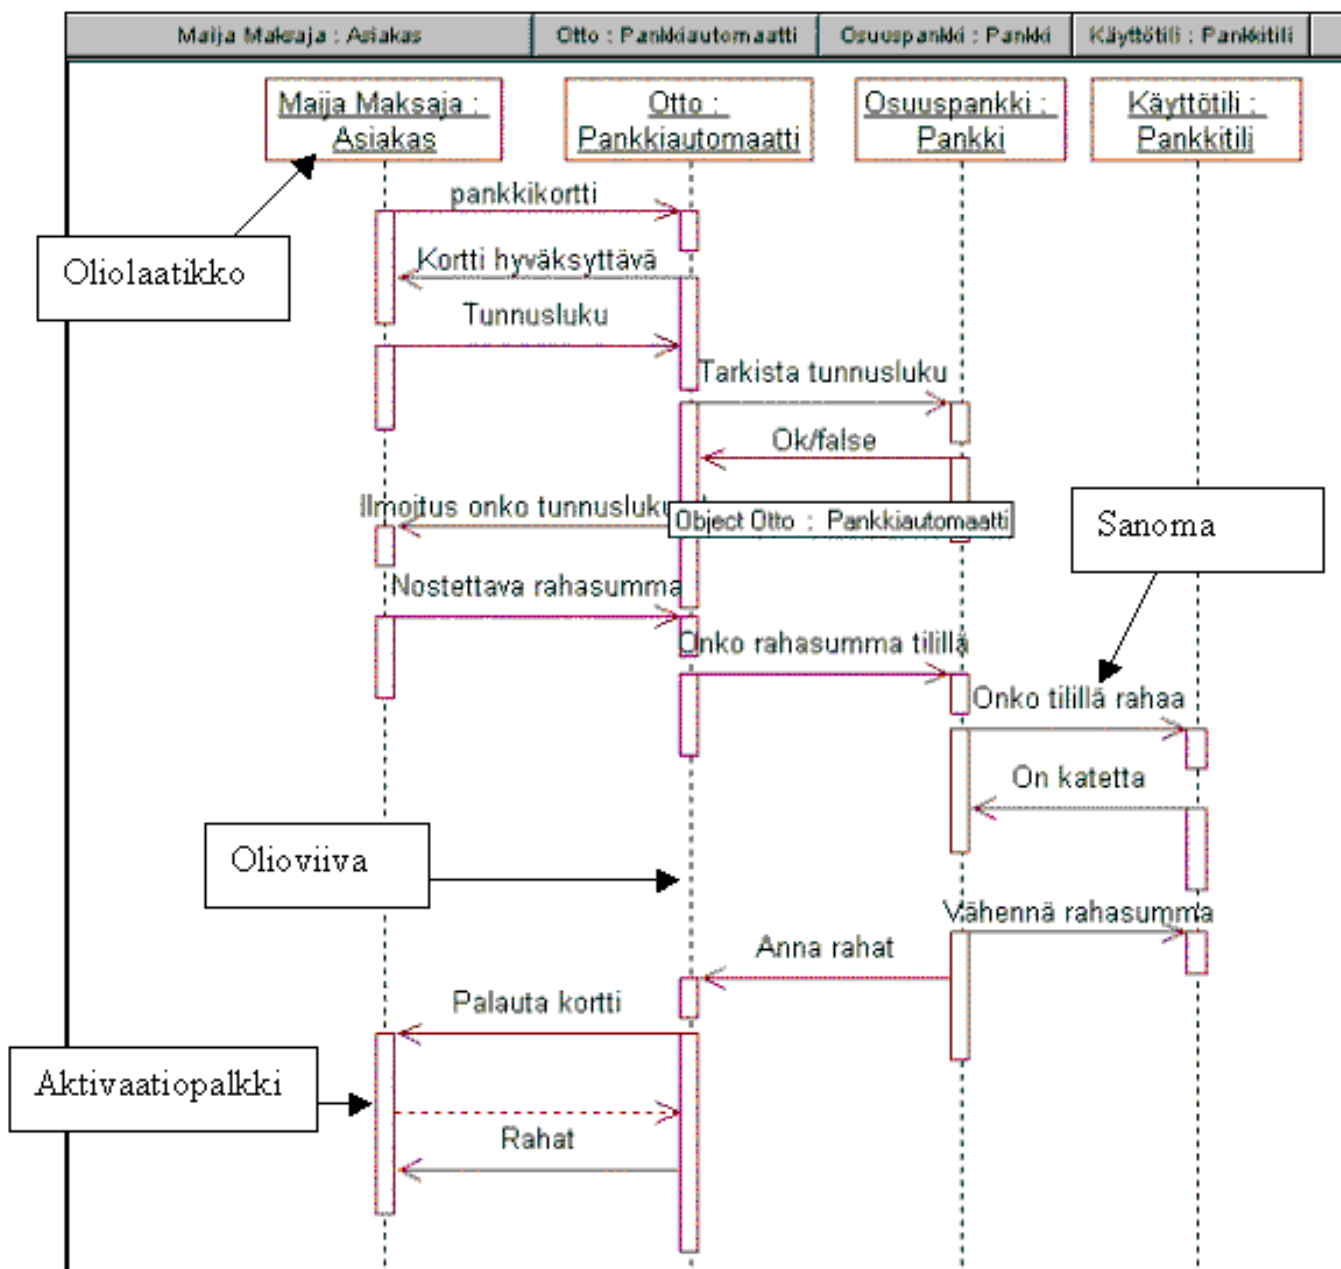 Maija Maksaja : Asiakas
Otto : Pankkiautomaatti
Osuuspankki : Pankki
Käyttötili : Pankkitili
Maija Maksaja :
Asiakas
Otto :
Pankkiautomaatti
Osuuspankki :
Pankki
Käyttötili :
Pankkitili
pankkikortti
Oliolaatikko
Kortti hyväksyttävä
Tunnusluku
Tarkista tunnusluku
Ok/false
Ilmoitus onko tunnusluku
Object Otto : Pankkiautomaatti
Sanoma
Nostettava rahasumma
Onko rahasumma tilillä
Onko tilillä rahaa
On katetta
Olioviiva
Vähennä rahasumma
Anna rahat
Palauta kortti
Aktivaatiopalkki
Rahat